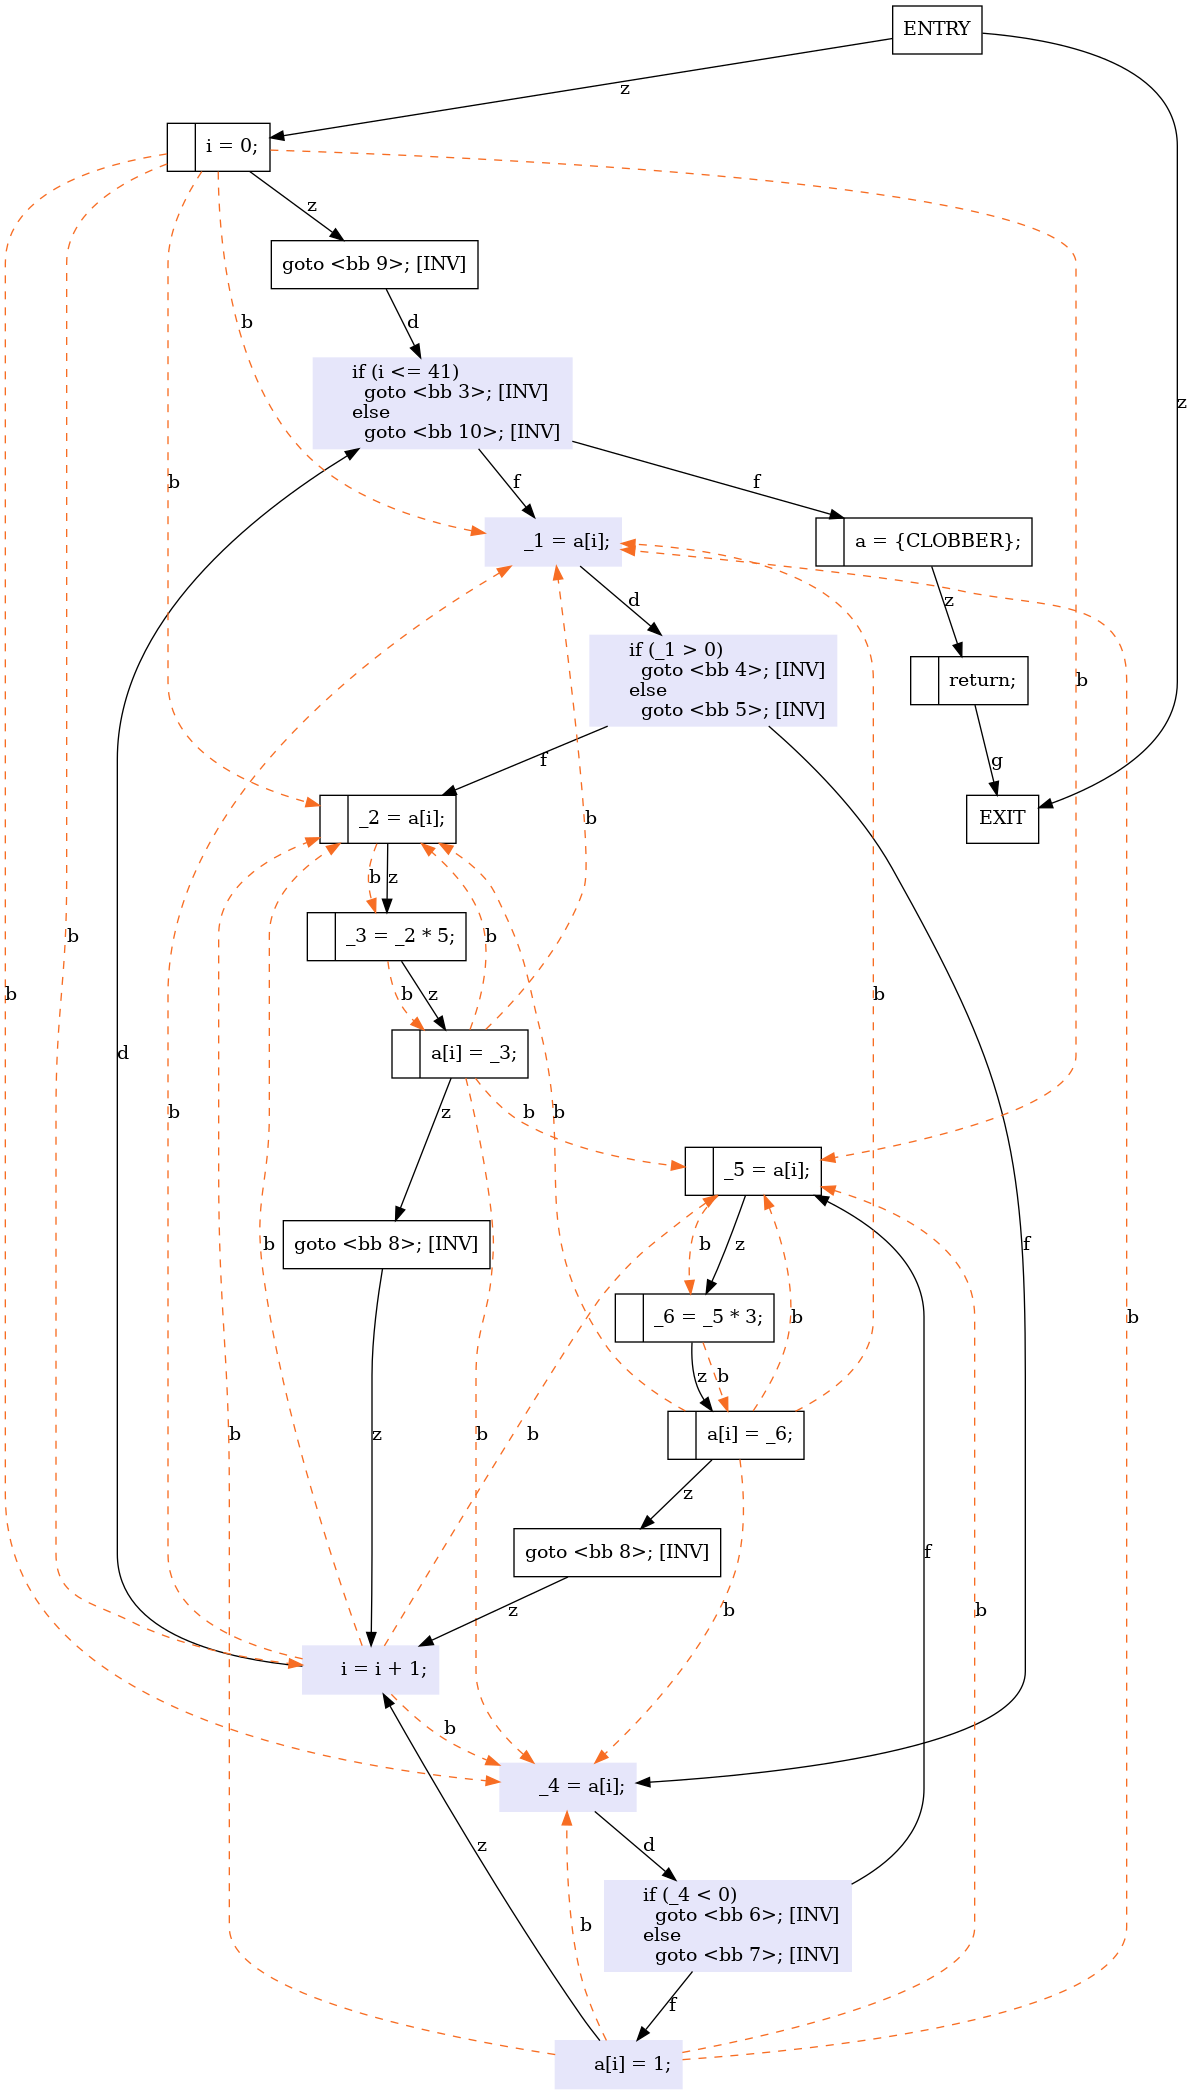 ENTRY
z
i = 0;
z
goto <bb 9>; [INV]
b
d
if (i <= 41)
goto <bb 3>; [INV]
else
goto <bb 10>; [INV]
z
b
f
f
_1 = a[i];
a = {CLOBBER};
d
z
if (_1 > 0)
goto <bb 4>; [INV]
else
goto <bb 5>; [INV]
return;
b
f
g
_2 = a[i];
b
EXIT
b
z
b
_3 = _2 * 5;
b
b
b
z
b
d
a[i] = _3;
b
b
z
b
b
_5 = a[i];
b
goto <bb 8>; [INV]
b
z
f
_6 = _5 * 3;
b
b
z
b
b
z
b
b
a[i] = _6;
z
goto <bb 8>; [INV]
f
z
b
b
i = i + 1;
b
_4 = a[i];
z
d
if (_4 < 0)
goto <bb 6>; [INV]
else
goto <bb 7>; [INV]
b
f
a[i] = 1;